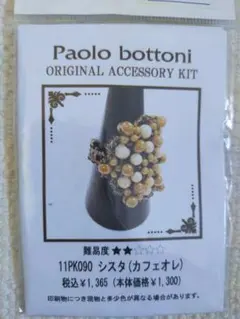 Paolo bottoni
ORIGINAL ACCESSORY KIT
難易度★★☆☆☆
11PK090 シスタ(カフェオレ)
税込¥1,365 (本体価格¥1,300)
印刷物につき現物と多少色が異なる場合があります。